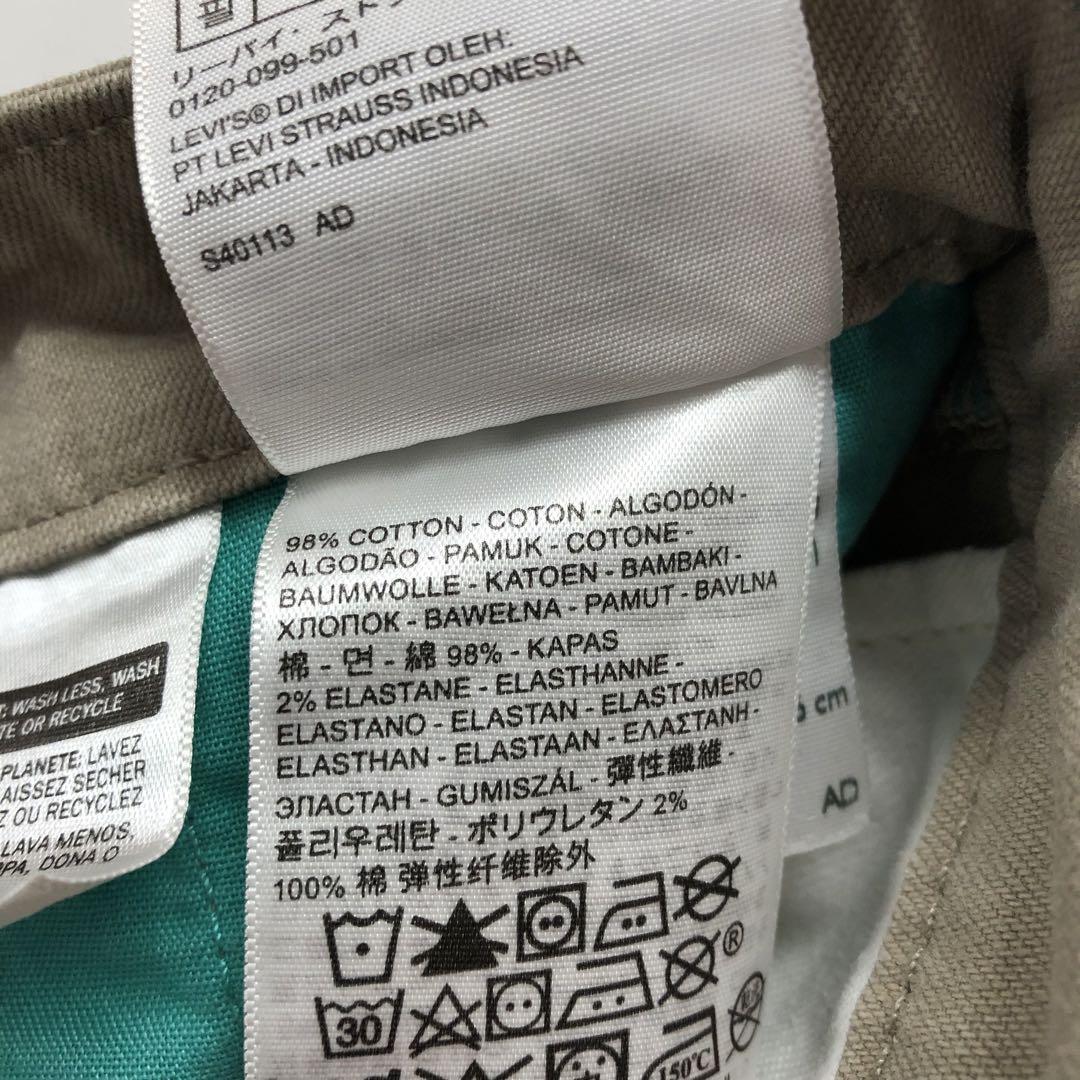 リーバイ・スト
0120-099-501
LEVI'S® DI IMPORT OLEH:
PT LEVI STRAUSS INDONESIA
JAKARTA - INDONESIA
S40113 AD
98% COTTON - COTON - ALGODÓN -
ALGODÃO - PAMUK - COTONE -
BAUMWOLLE - KATOEN - BAMBAKI -
ХЛОПОК - BAWEŁNA - PAMUT - BAVLNA
棉 - 면 - 綿 98% - KAPAS
2% ELASTANE - ELASTHANNE -
ELASTANO - ELASTAN - ELASTOMERO
ELASTHAN - ELASTAAN - ΕΛΑΣΤΑΝΗ -
ЭЛАСТАН - GUMISZÁL - 彈性纖維 -
폴리우레탄 - ポリウレタン 2%
100% 棉 弹性纤维除外
®
30
150°C
WASH LESS, WASH
OR RECYCLE
PLANETE: LAVEZ
AISSEZ SECHER
Z OU RECYCLEZ
LAVA MENOS,
PA, DONA O
cm
AD